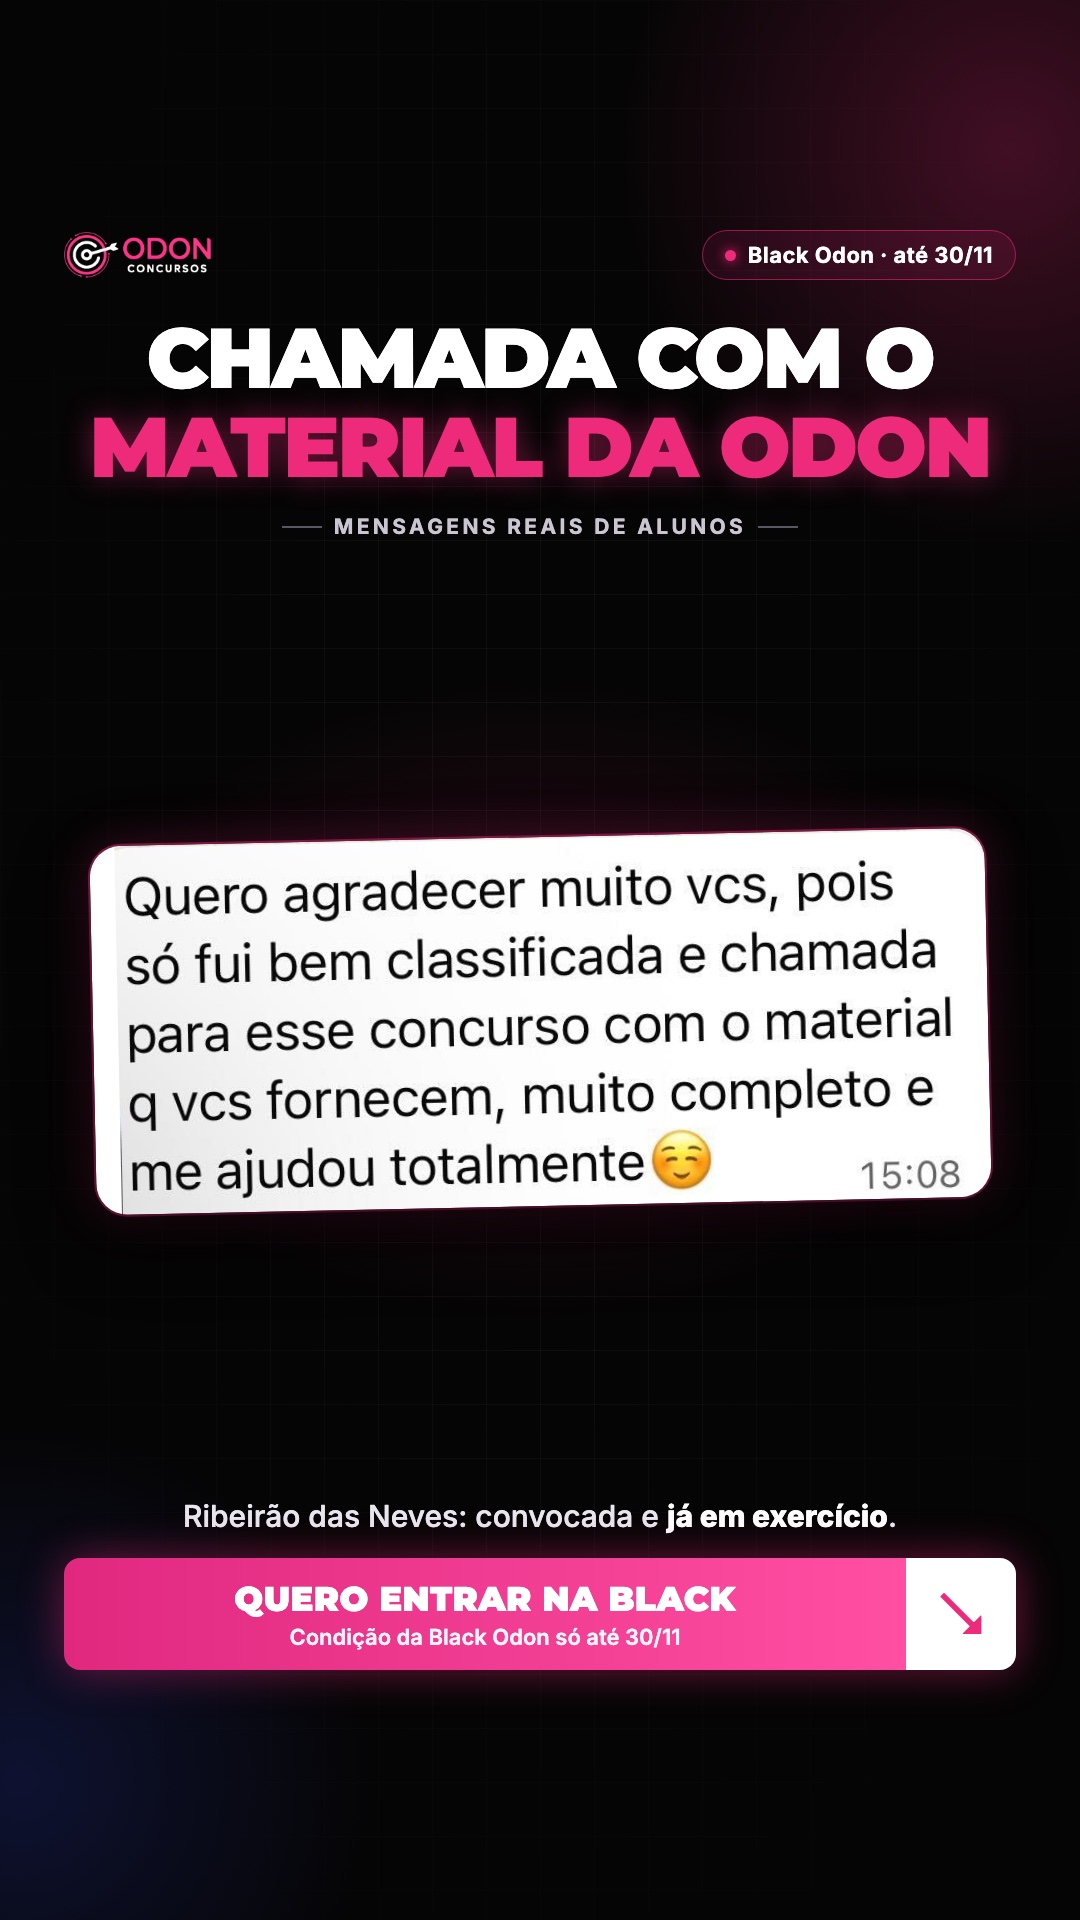 ODON
CONCURSOS
Black Odon · até 30/11
CHAMADA COM O
MATERIAL DA ODON
MENSAGENS REAIS DE ALUNOS
Quero agradecer muito vcs, pois
só fui bem classificada e chamada
para esse concurso com o material
q vcs fornecem, muito completo e
me ajudou totalmente☺️
15:08
Ribeirão das Neves: convocada e já em exercício.
QUERO ENTRAR NA BLACK
Condição da Black Odon só até 30/11